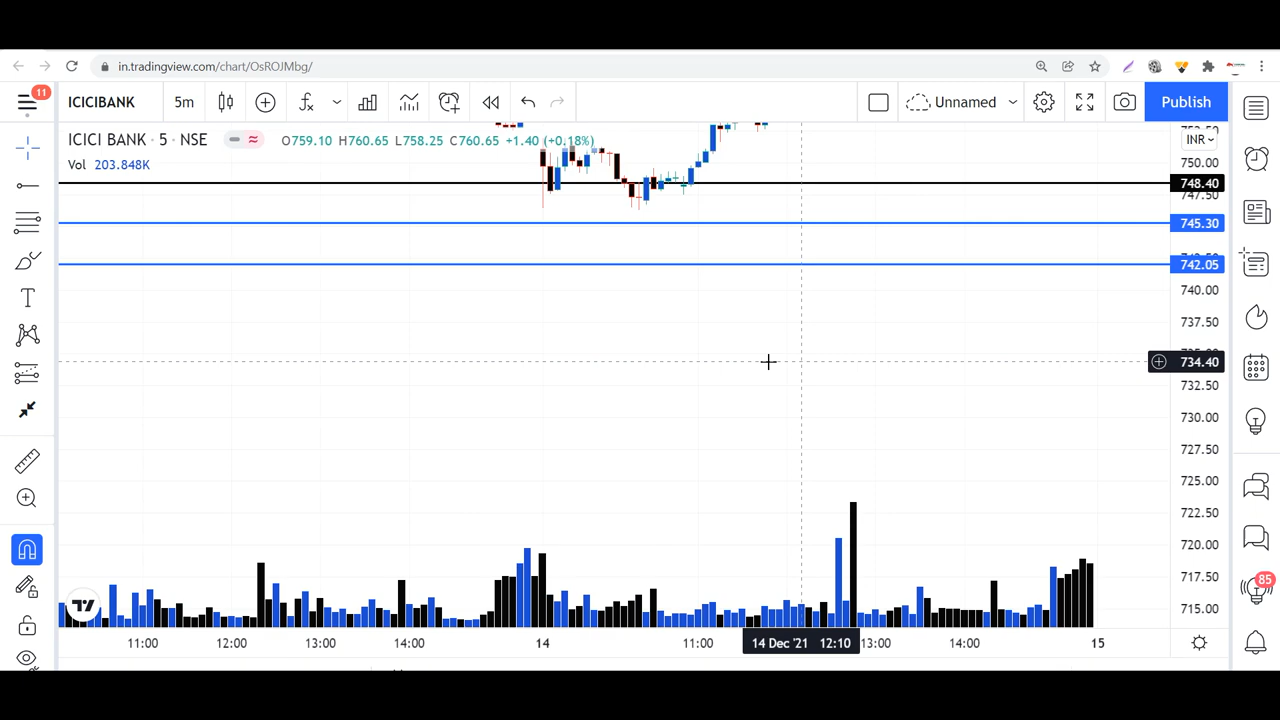 in.tradingview.com/chart/OsROJMbg/
11
ICICIBANK
5m
Unnamed
Publish
ICICI BANK · 5 · NSE
O759.10 H760.65 L758.25 C760.65 +1.40 (+0.18%)
INR
Vol 203.848K
750.00
748.40
747.50
745.30
742.05
740.00
737.50
734.40
732.50
730.00
727.50
725.00
722.50
720.00
717.50
715.00
85
11:00 12:00 13:00 14:00 14 11:00 14 Dec '21 12:10 13:00 14:00 15